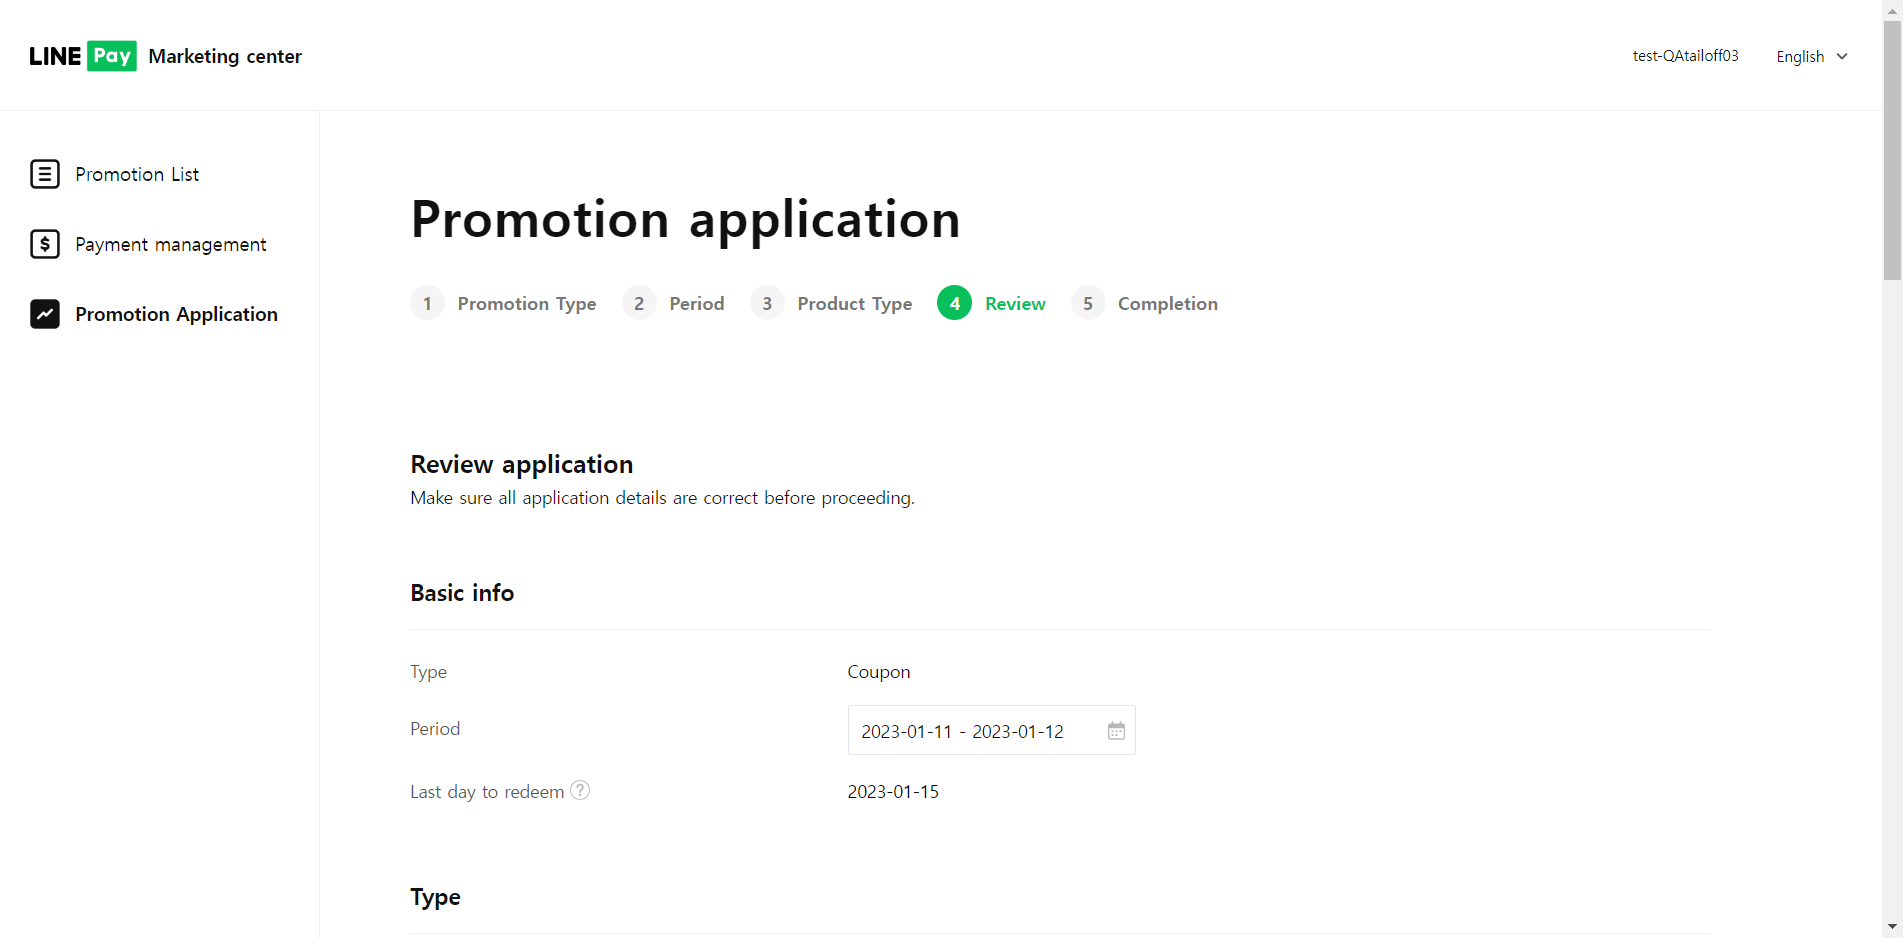 LINE Pay Marketing center
test-QAtailoff03
English
Promotion List
Payment management
Promotion Application
Promotion application
1 Promotion Type 2 Period 3 Product Type 4 Review 5 Completion
Review application
Make sure all application details are correct before proceeding.
Basic info
Type Coupon
Period 2023-01-11 - 2023-01-12
Last day to redeem ? 2023-01-15
Type